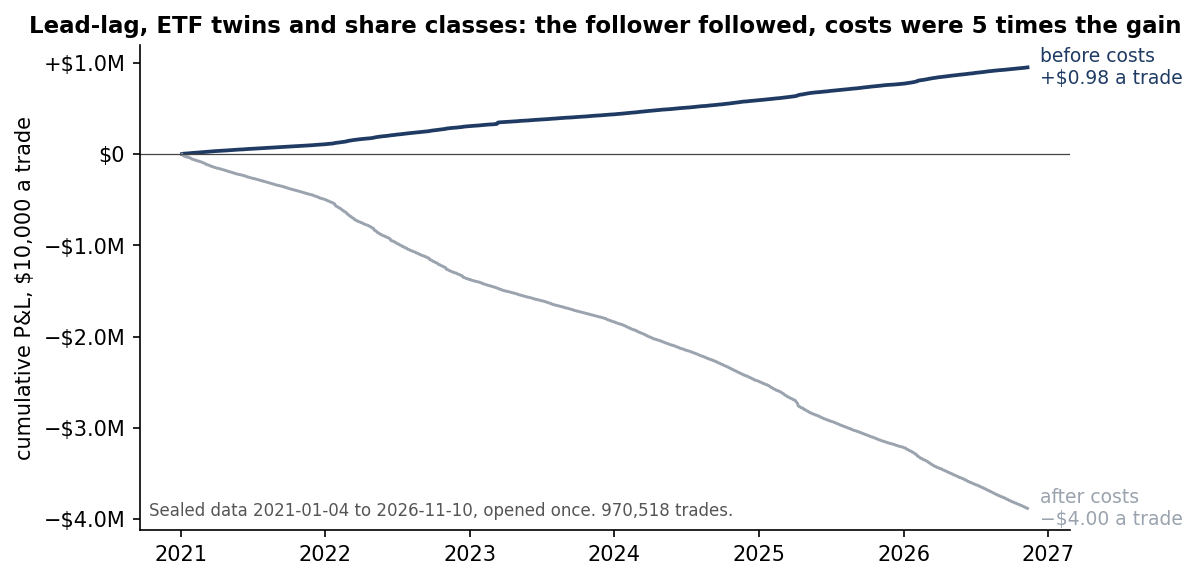 Lead-lag, ETF twins and share classes: the follower followed, costs were 5 times the gain
before costs
+$0.98 a trade
+$1.0M
$0
−$1.0M
−$2.0M
−$3.0M
−$4.0M
cumulative P&L, $10,000 a trade
after costs
−$4.00 a trade
Sealed data 2021-01-04 to 2026-11-10, opened once. 970,518 trades.
2021
2022
2023
2024
2025
2026
2027